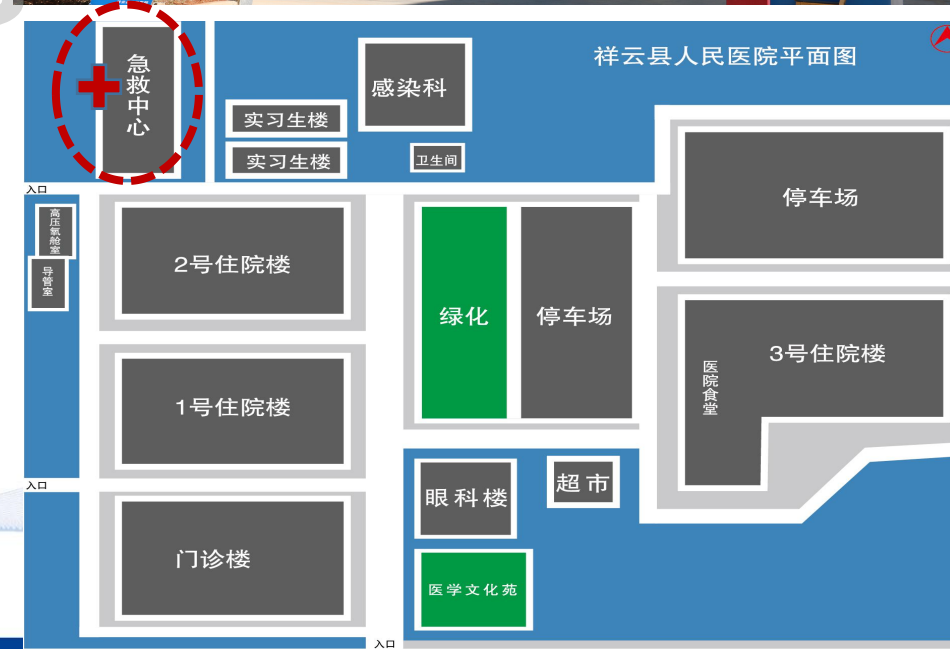 祥云县人民医院平面图
急救中心
感染科
实习生楼
实习生楼
卫生间
停车场
入口
高压氧舱室
导管室
2号住院楼
绿化
停车场
3号住院楼
医院食堂
1号住院楼
入口
眼科楼
超市
门诊楼
医学文化苑
入口